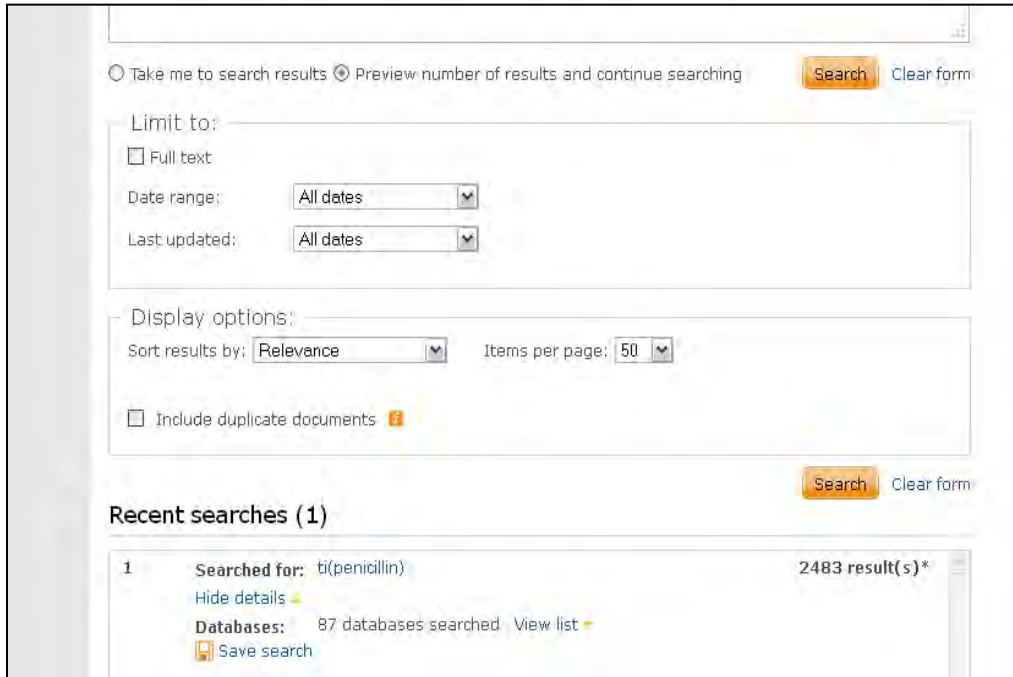 Take me to search results Preview number of results and continue searching Search Clear form
Limit to:
Full text
Date range: All dates
Last updated: All dates
Display options:
Sort results by: Relevance Items per page: 50
Include duplicate documents i
Search Clear form
Recent searches (1)
1 Searched for: ti(penicillin) 2483 result(s)*
Hide details
Databases: 87 databases searched View list
Save search